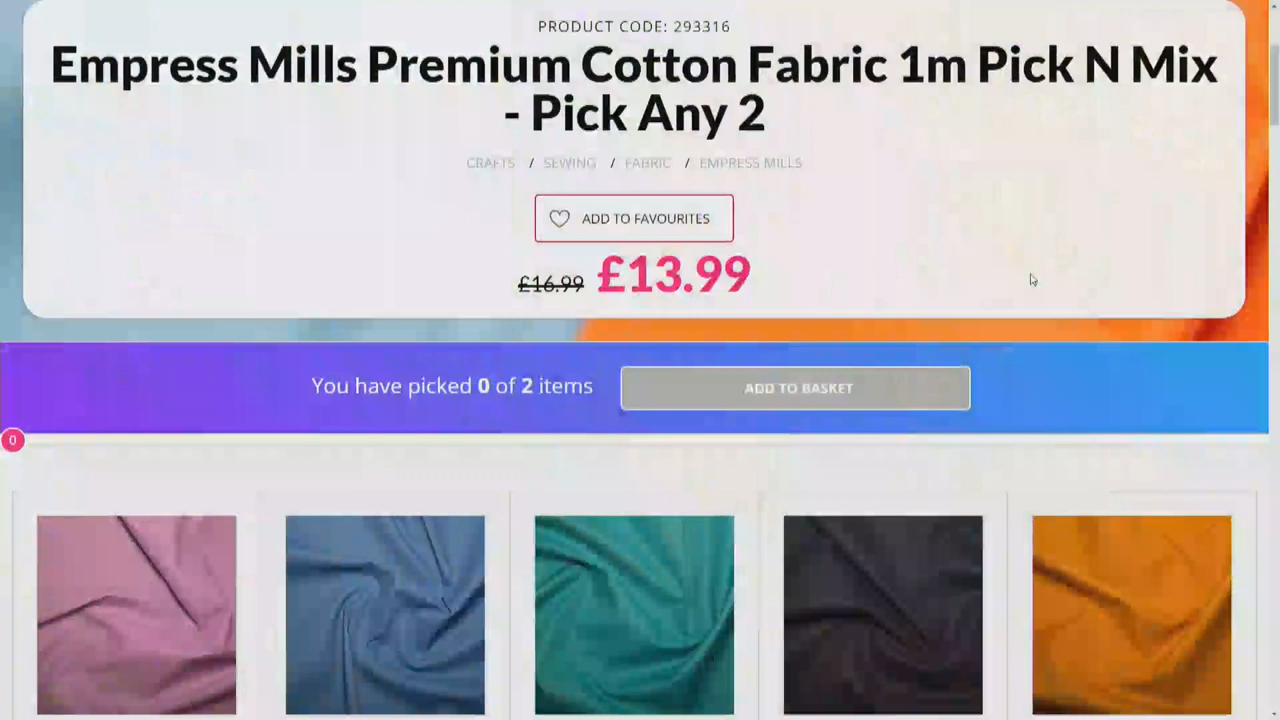 PRODUCT CODE: 293316
Empress Mills Premium Cotton Fabric 1m Pick N Mix
- Pick Any 2
CRAFTS / SEWING / FABRIC / EMPRESS MILLS
ADD TO FAVOURITES
£16.99 £13.99
You have picked 0 of 2 items ADD TO BASKET
0